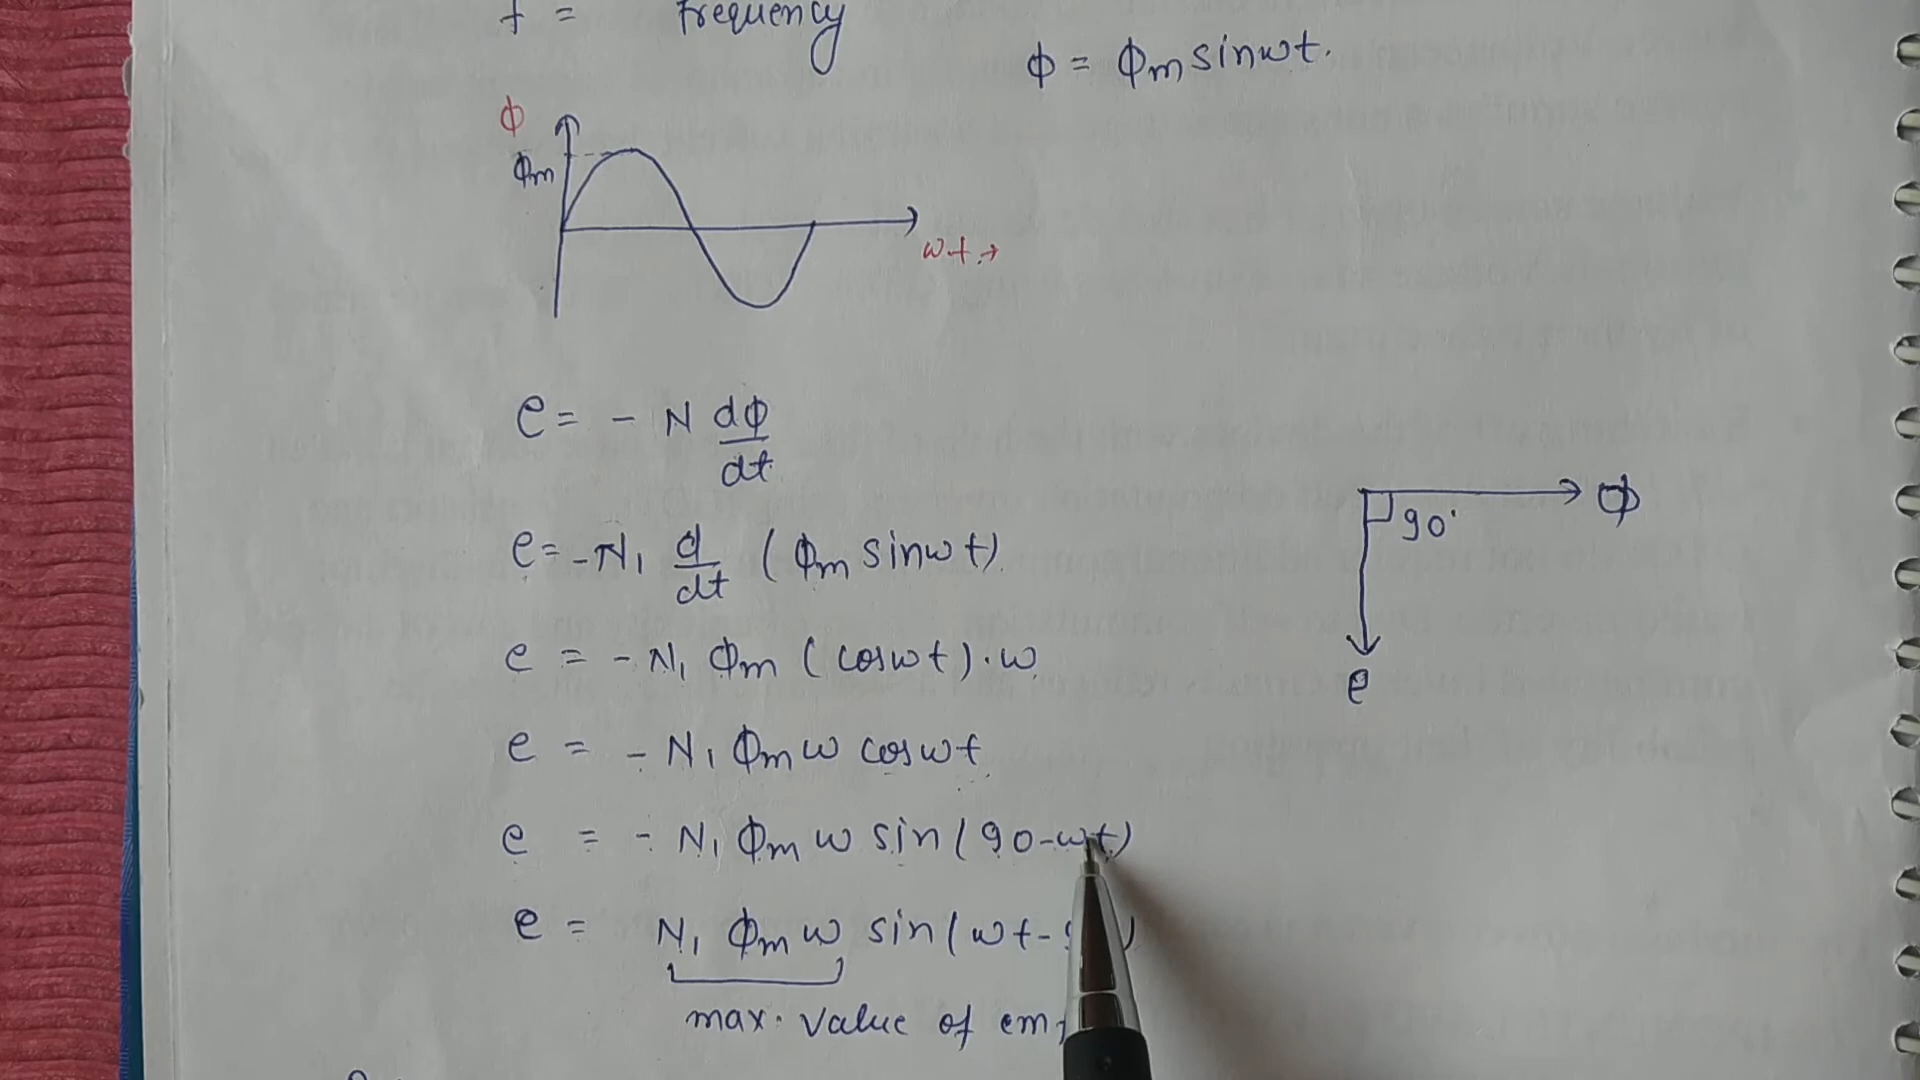 f = frequency
ϕ = ϕm sinωt.
ϕ
ϕm
ωt →
e = - N dϕ/dt
e = -N₁ d/dt (ϕm sinωt)
e = - N₁ ϕm (cosωt).ω
e = - N₁ ϕm ω cosωt
e = - N₁ ϕm ω sin(90-ωt)
e = N₁ ϕm ω sin(ωt-
max. value of
ϕ
90°
e